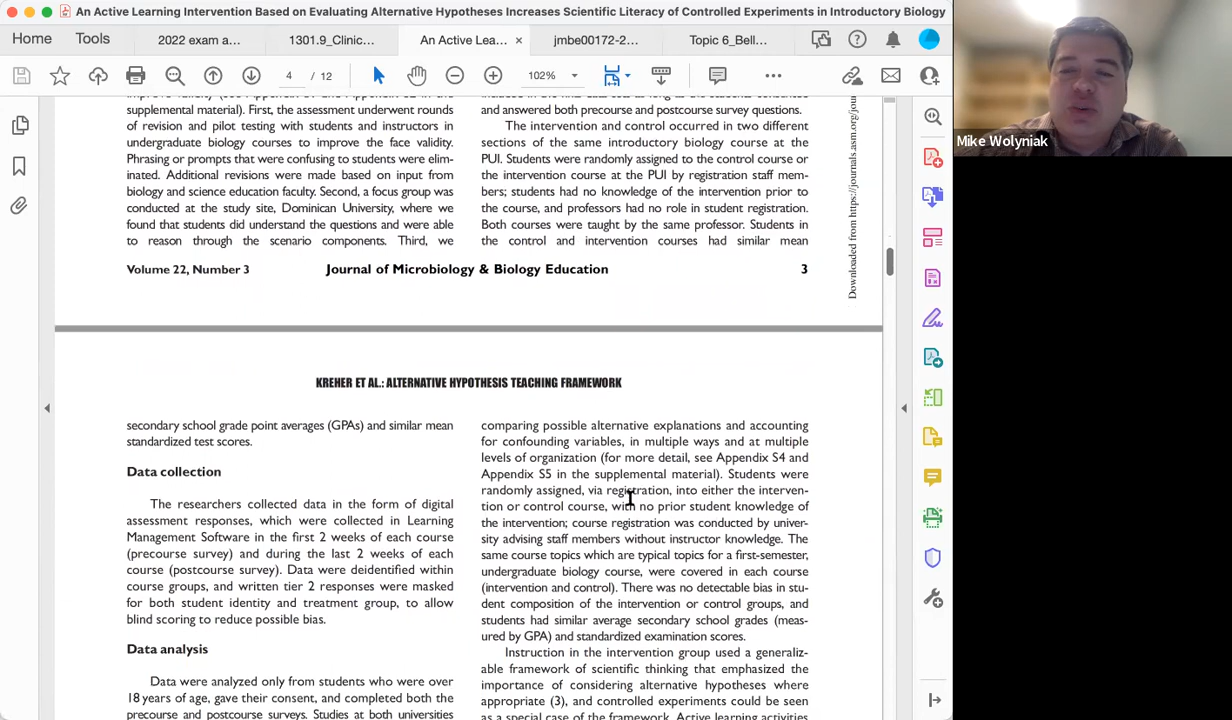 An Active Learning Intervention Based on Evaluating Alternative Hypotheses Increases Scientific Literacy of Controlled Experiments in Introductory Biology
Home
Tools
2022 exam a...
1301.9_Clinic...
An Active Lea...
jmbe00172-2...
Topic 6_Bell...
4 / 12
102%
Mike Wolyniak
supplemental material). First, the assessment underwent rounds
of revision and pilot testing with students and instructors in
undergraduate biology courses to improve the face validity.
Phrasing or prompts that were confusing to students were elim-
inated. Additional revisions were made based on input from
biology and science education faculty. Second, a focus group was
conducted at the study site, Dominican University, where we
found that students did understand the questions and were able
to reason through the scenario components. Third, we
and answered both precourse and postcourse survey questions.
The intervention and control occurred in two different
sections of the same introductory biology course at the
PUI. Students were randomly assigned to the control course or
the intervention course at the PUI by registration staff mem-
bers; students had no knowledge of the intervention prior to
the course, and professors had no role in student registration.
Both courses were taught by the same professor. Students in
the control and intervention courses had similar mean
Downloaded from https://journals.asm.org/jou
Volume 22, Number 3
Journal of Microbiology & Biology Education
3
KREHER ET AL.: ALTERNATIVE HYPOTHESIS TEACHING FRAMEWORK
secondary school grade point averages (GPAs) and similar mean
standardized test scores.
Data collection
The researchers collected data in the form of digital
assessment responses, which were collected in Learning
Management Software in the first 2 weeks of each course
(precourse survey) and during the last 2 weeks of each
course (postcourse survey). Data were deidentified within
course groups, and written tier 2 responses were masked
for both student identity and treatment group, to allow
blind scoring to reduce possible bias.
Data analysis
Data were analyzed only from students who were over
18 years of age, gave their consent, and completed both the
precourse and postcourse surveys. Studies at both universities
comparing possible alternative explanations and accounting
for confounding variables, in multiple ways and at multiple
levels of organization (for more detail, see Appendix S4 and
Appendix S5 in the supplemental material). Students were
randomly assigned, via registration, into either the interven-
tion or control course, with no prior student knowledge of
the intervention; course registration was conducted by univer-
sity advising staff members without instructor knowledge. The
same course topics which are typical topics for a first-semester,
undergraduate biology course, were covered in each course
(intervention and control). There was no detectable bias in stu-
dent composition of the intervention or control groups, and
students had similar average secondary school grades (meas-
ured by GPA) and standardized examination scores.
Instruction in the intervention group used a generaliz-
able framework of scientific thinking that emphasized the
importance of considering alternative hypotheses where
appropriate (3), and controlled experiments could be seen
as a special case of the framework. Active learning activities